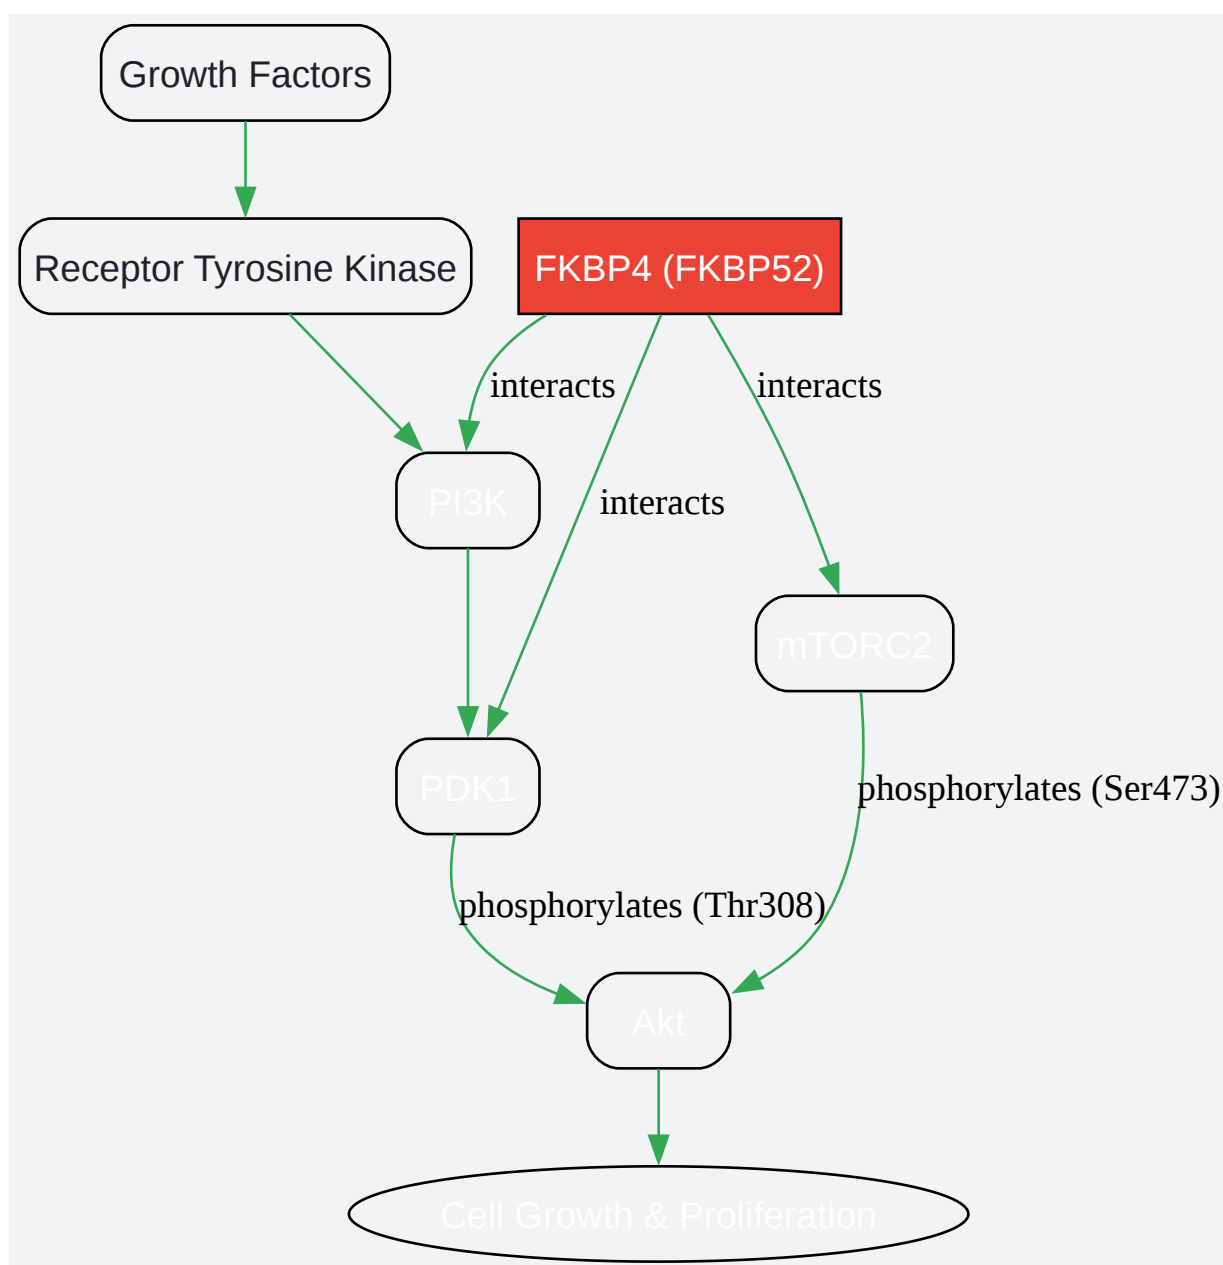 Growth Factors
Receptor Tyrosine Kinase
FKBP4 (FKBP52)
interacts
interacts
PI3K
interacts
mTORC2
PDK1
phosphorylates (Ser473)
phosphorylates (Thr308)
Akt
Cell Growth & Proliferation